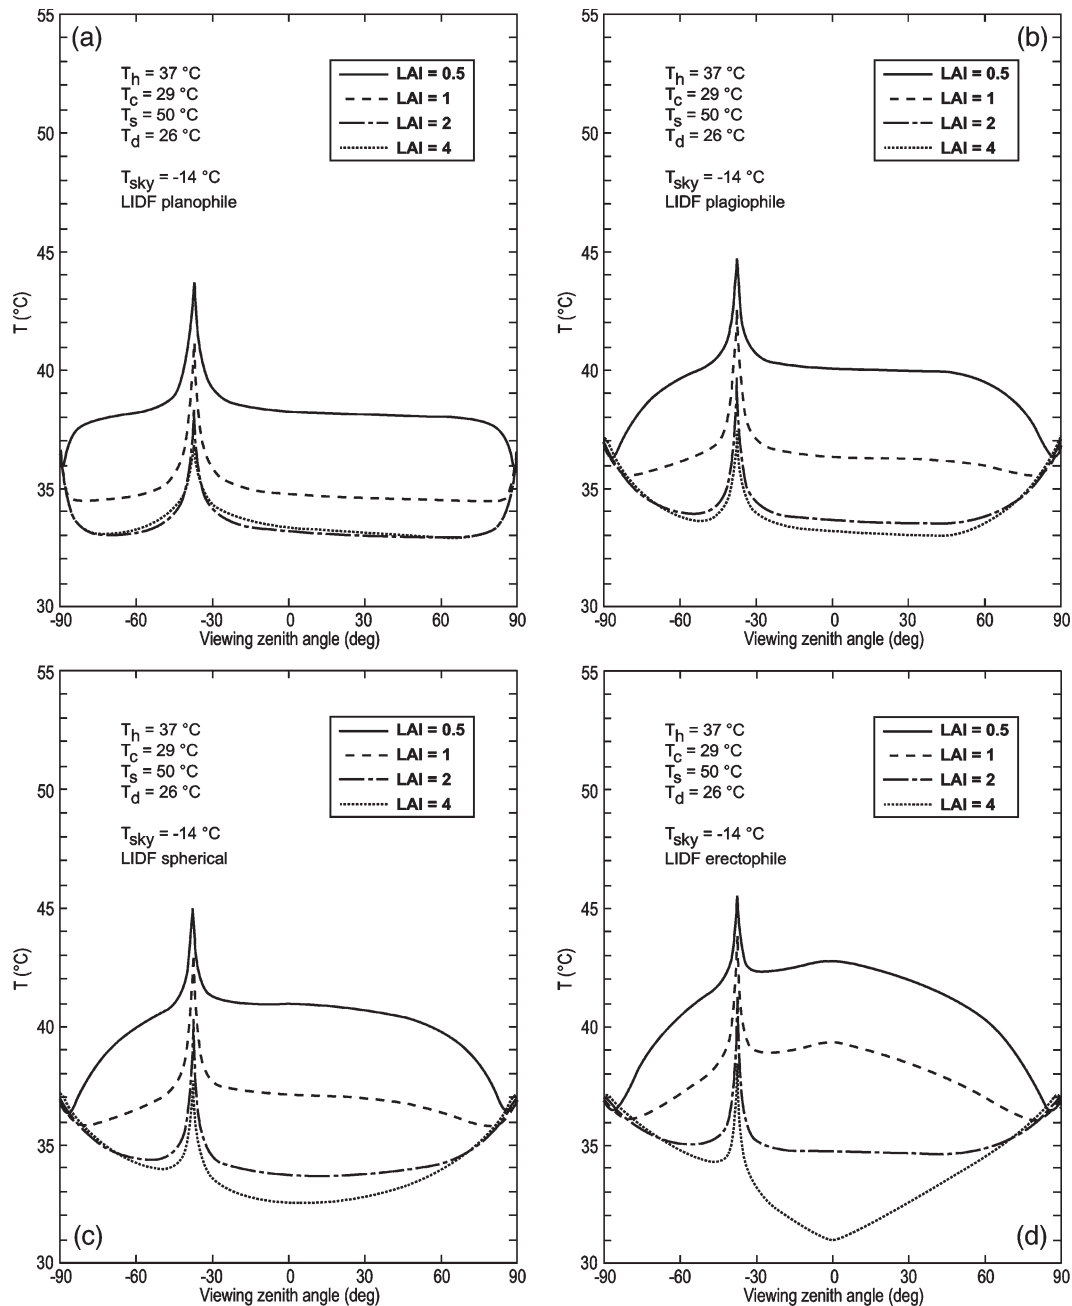 (a)
T_h = 37 °C
T_c = 29 °C
T_s = 50 °C
T_d = 26 °C
T_sky = -14 °C
LIDF planophile
LAI = 0.5
LAI = 1
LAI = 2
LAI = 4
55
50
45
40
35
30
T (°C)
-90 -60 -30 0 30 60 90
Viewing zenith angle (deg)
(b)
T_h = 37 °C
T_c = 29 °C
T_s = 50 °C
T_d = 26 °C
T_sky = -14 °C
LIDF plagiophile
LAI = 0.5
LAI = 1
LAI = 2
LAI = 4
55
50
45
40
35
30
T (°C)
-90 -60 -30 0 30 60 90
Viewing zenith angle (deg)
(c)
T_h = 37 °C
T_c = 29 °C
T_s = 50 °C
T_d = 26 °C
T_sky = -14 °C
LIDF spherical
LAI = 0.5
LAI = 1
LAI = 2
LAI = 4
55
50
45
40
35
30
T (°C)
-90 -60 -30 0 30 60 90
Viewing zenith angle (deg)
(d)
T_h = 37 °C
T_c = 29 °C
T_s = 50 °C
T_d = 26 °C
T_sky = -14 °C
LIDF erectophile
LAI = 0.5
LAI = 1
LAI = 2
LAI = 4
55
50
45
40
35
30
T (°C)
-90 -60 -30 0 30 60 90
Viewing zenith angle (deg)